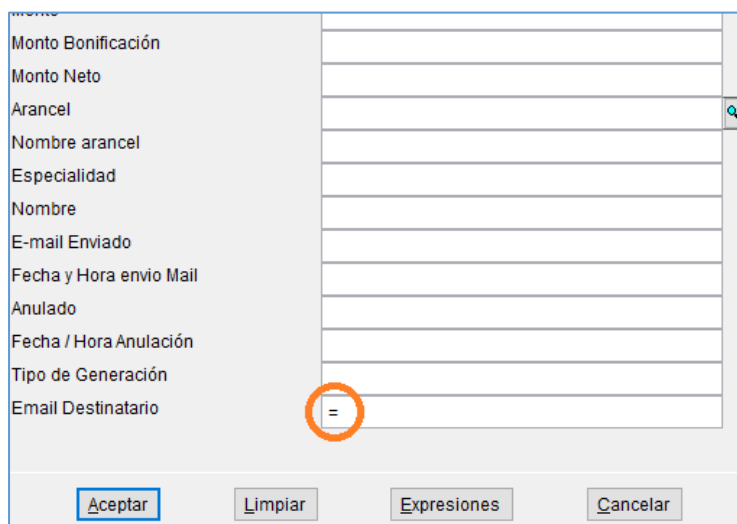 Monto Bonificación
Monto Neto
Arancel
Nombre arancel
Especialidad
Nombre
E-mail Enviado
Fecha y Hora envio Mail
Anulado
Fecha / Hora Anulación
Tipo de Generación
Email Destinatario =
Aceptar Limpiar Expresiones Cancelar